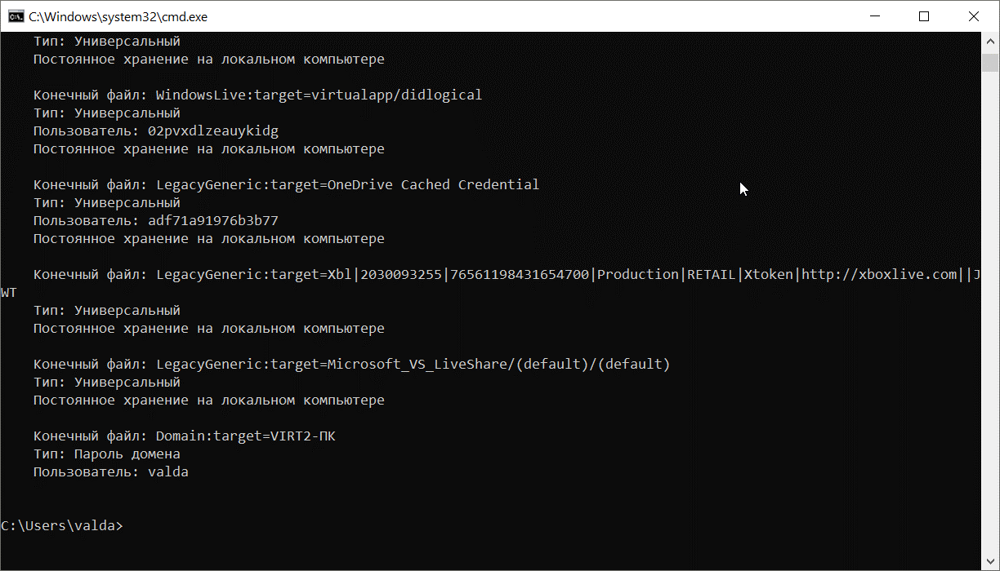 C:\Windows\system32\cmd.exe
Тип: Универсальный
Постоянное хранение на локальном компьютере
Конечный файл: WindowsLive:target=virtualapp/didlogical
Тип: Универсальный
Пользователь: 02pvxdlzeauykidg
Постоянное хранение на локальном компьютере
Конечный файл: LegacyGeneric:target=OneDrive Cached Credential
Тип: Универсальный
Пользователь: adf71a91976b3b77
Постоянное хранение на локальном компьютере
Конечный файл: LegacyGeneric:target=Xbl|2030093255|76561198431654700|Production|RETAIL|Xtoken|http://xboxlive.com||J
WT
Тип: Универсальный
Постоянное хранение на локальном компьютере
Конечный файл: LegacyGeneric:target=Microsoft_VS_LiveShare/(default)/(default)
Тип: Универсальный
Постоянное хранение на локальном компьютере
Конечный файл: Domain:target=VIRT2-ПК
Тип: Пароль домена
Пользователь: valda
C:\Users\valda>